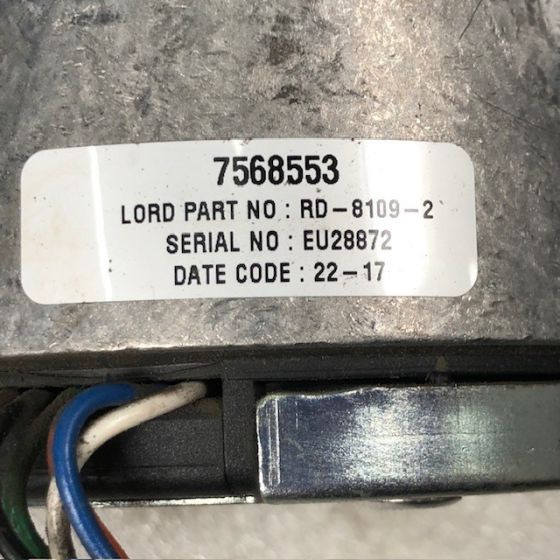 7568553
LORD PART NO : RD-8109-2
SERIAL NO : EU28872
DATE CODE : 22-17